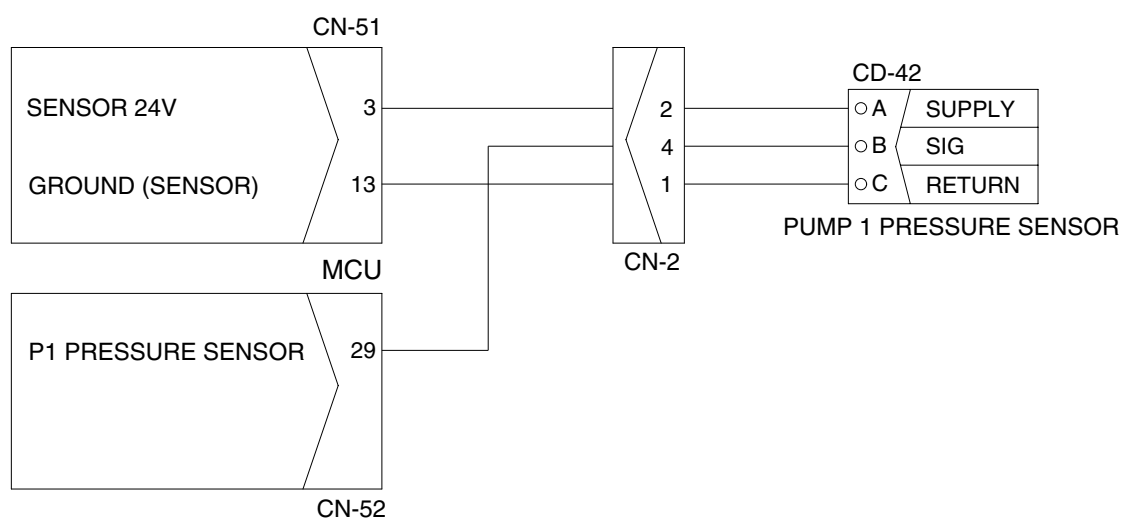 CN-51
SENSOR 24V 3
GROUND (SENSOR) 13
MCU
P1 PRESSURE SENSOR 29
CN-52
2
4
1
CN-2
CD-42
A SUPPLY
B SIG
C RETURN
PUMP 1 PRESSURE SENSOR